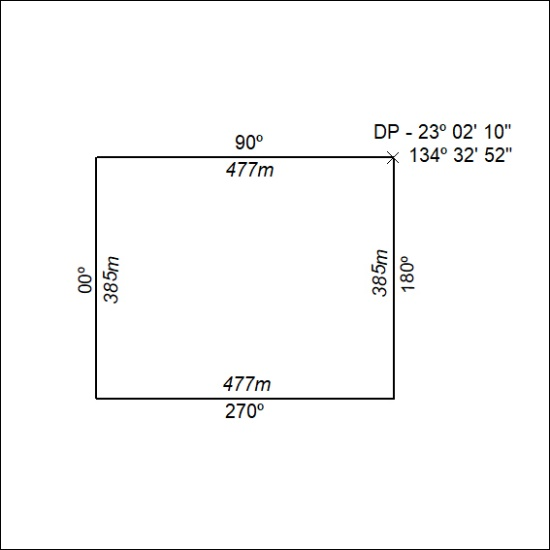 DP - 23º 02' 10"
134º 32' 52"
90º
477m
00º
385m
385m
180º
477m
270º